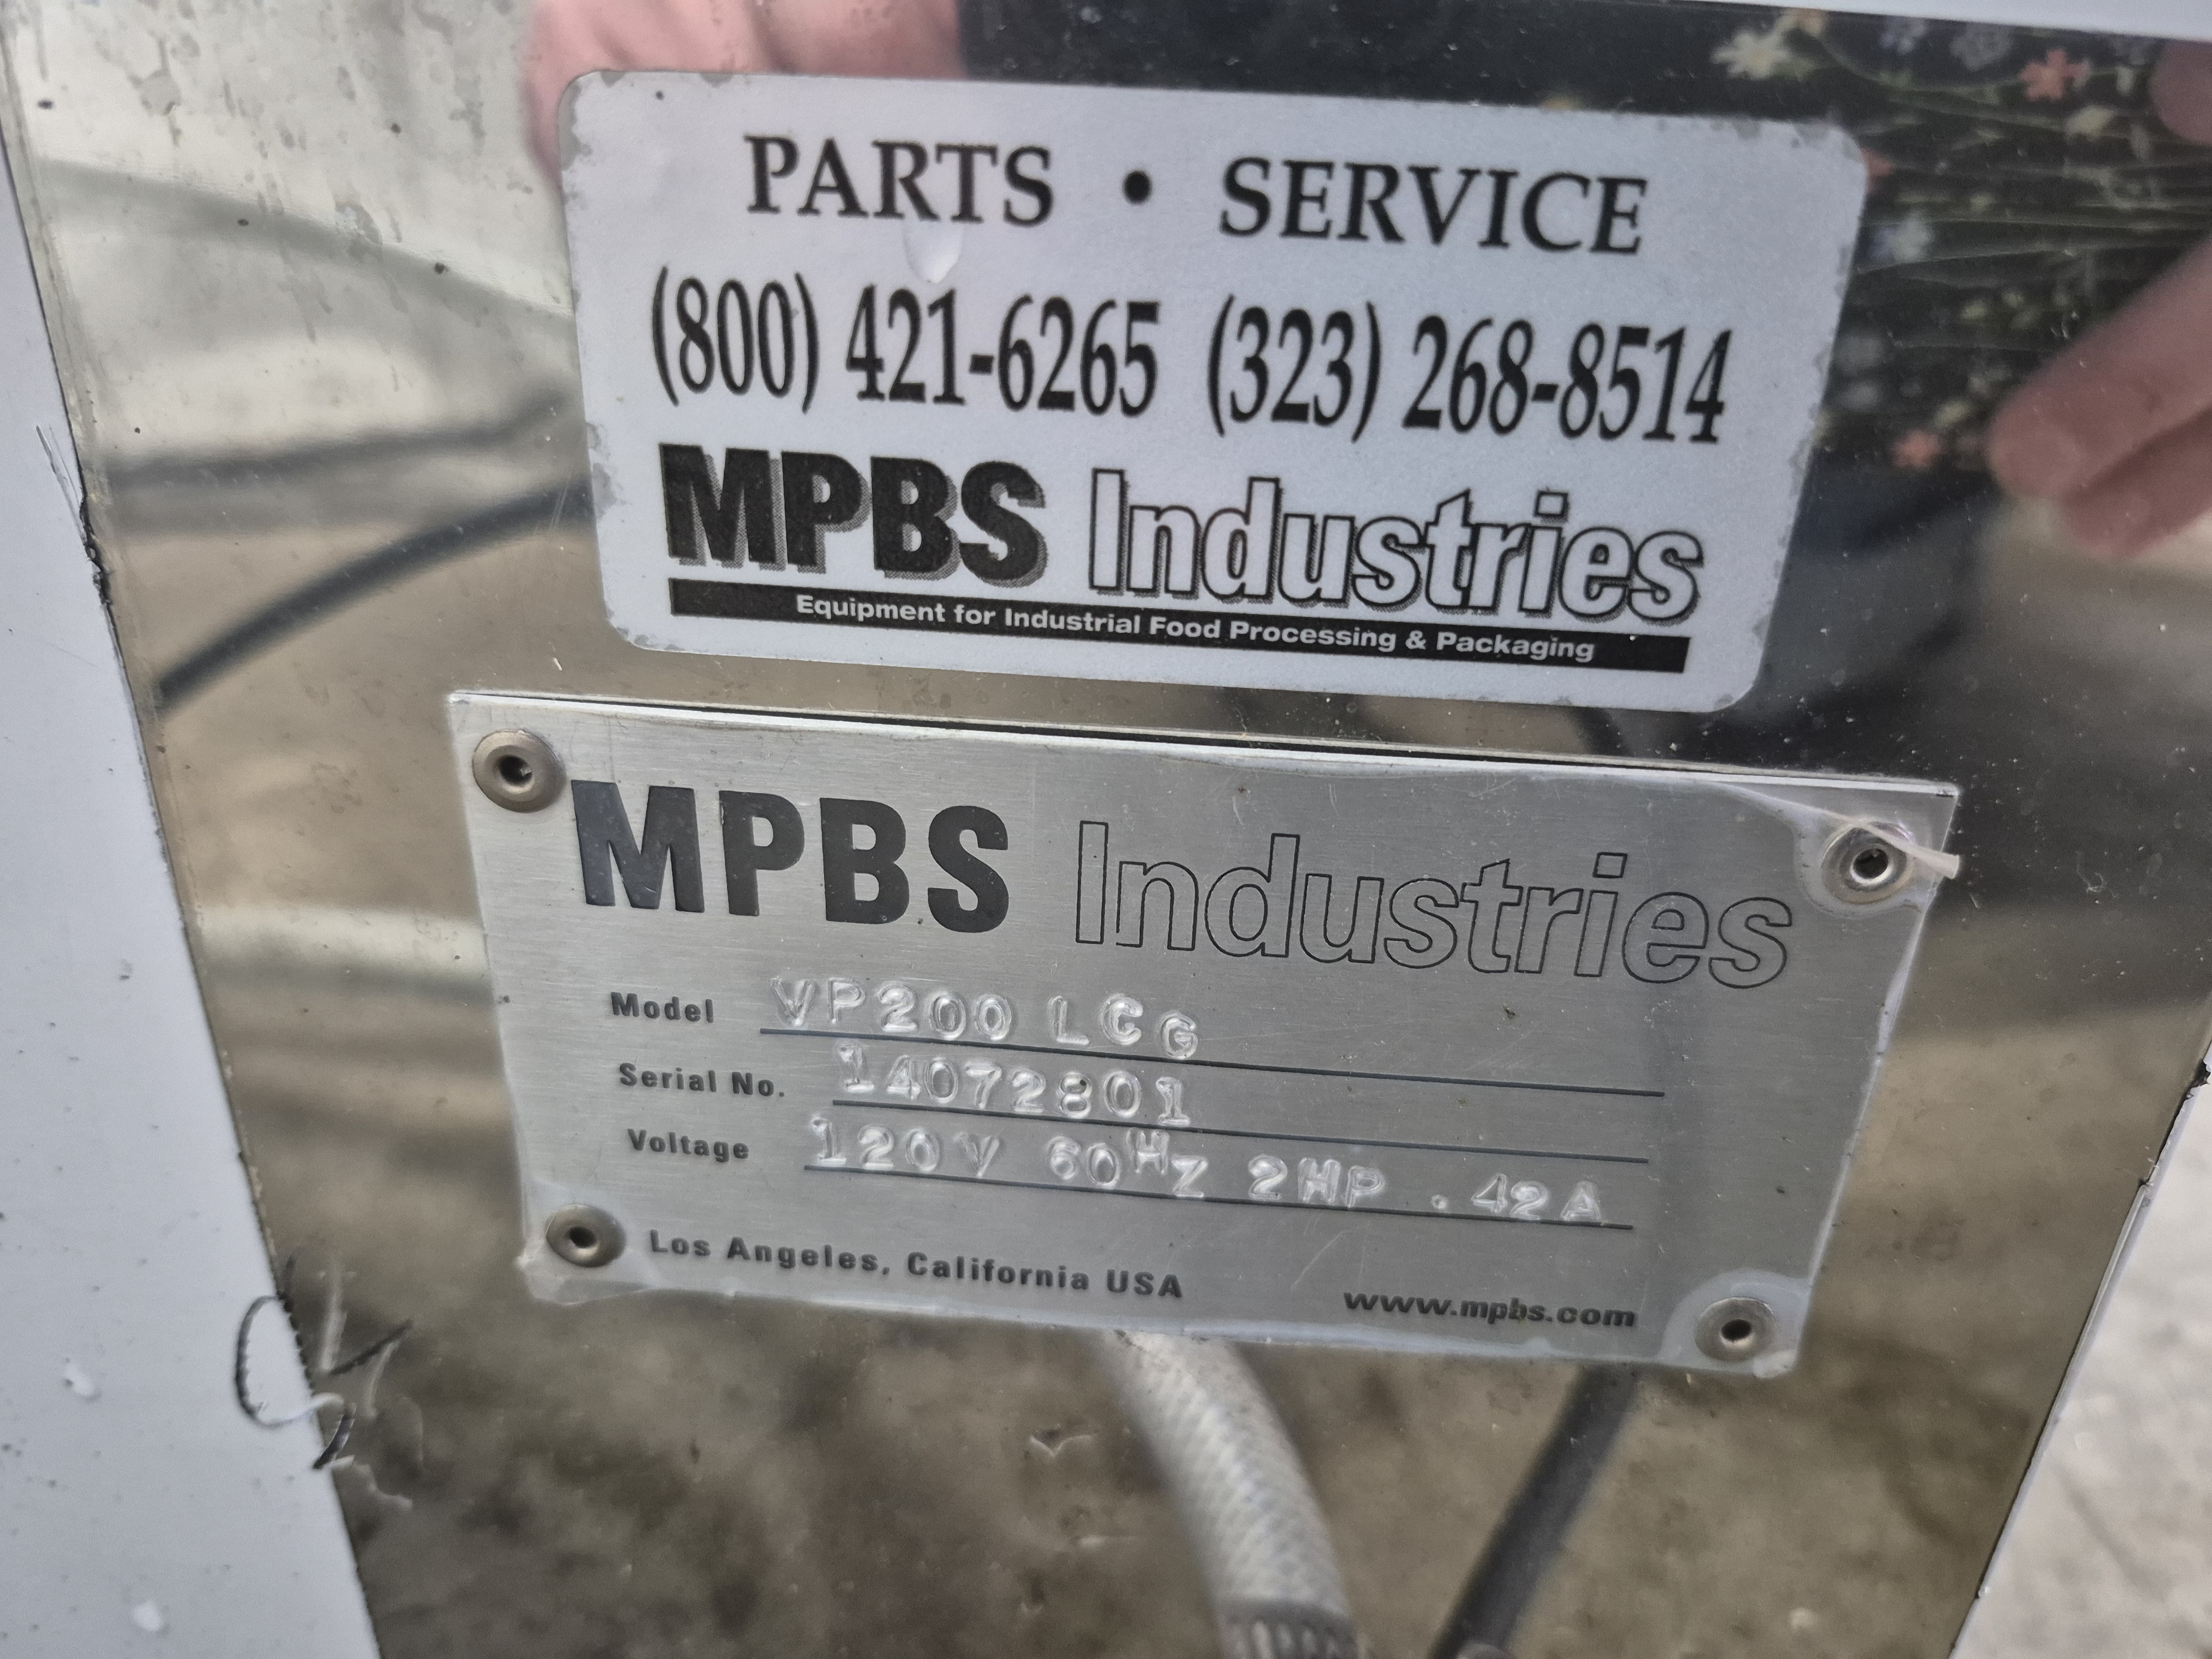 PARTS • SERVICE
(800) 421-6265 (323) 268-8514
MPBS Industries
Equipment for Industrial Food Processing & Packaging
MPBS Industries
Model VP200 LCG
Serial No. 14072801
Voltage 120V 60HZ 2HP .42A
Los Angeles, California USA
www.mpbs.com